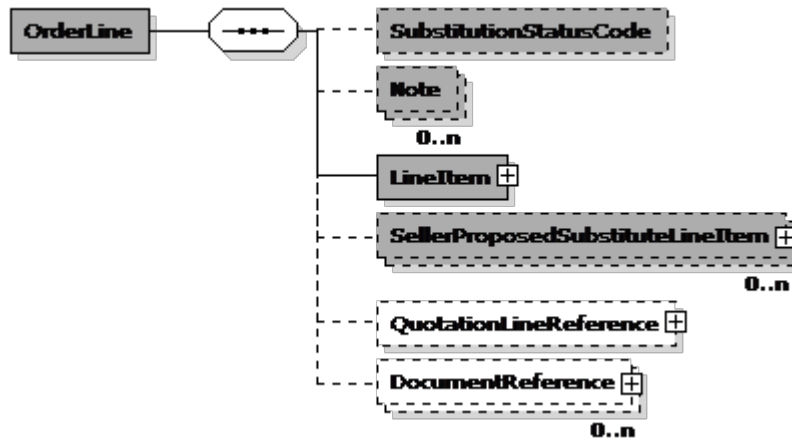 OrderLine
SubstitutionStatusCode
Note
0..n
LineItem
SellerProposedSubstituteLineItem
0..n
QuotationLineReference
DocumentReference
0..n